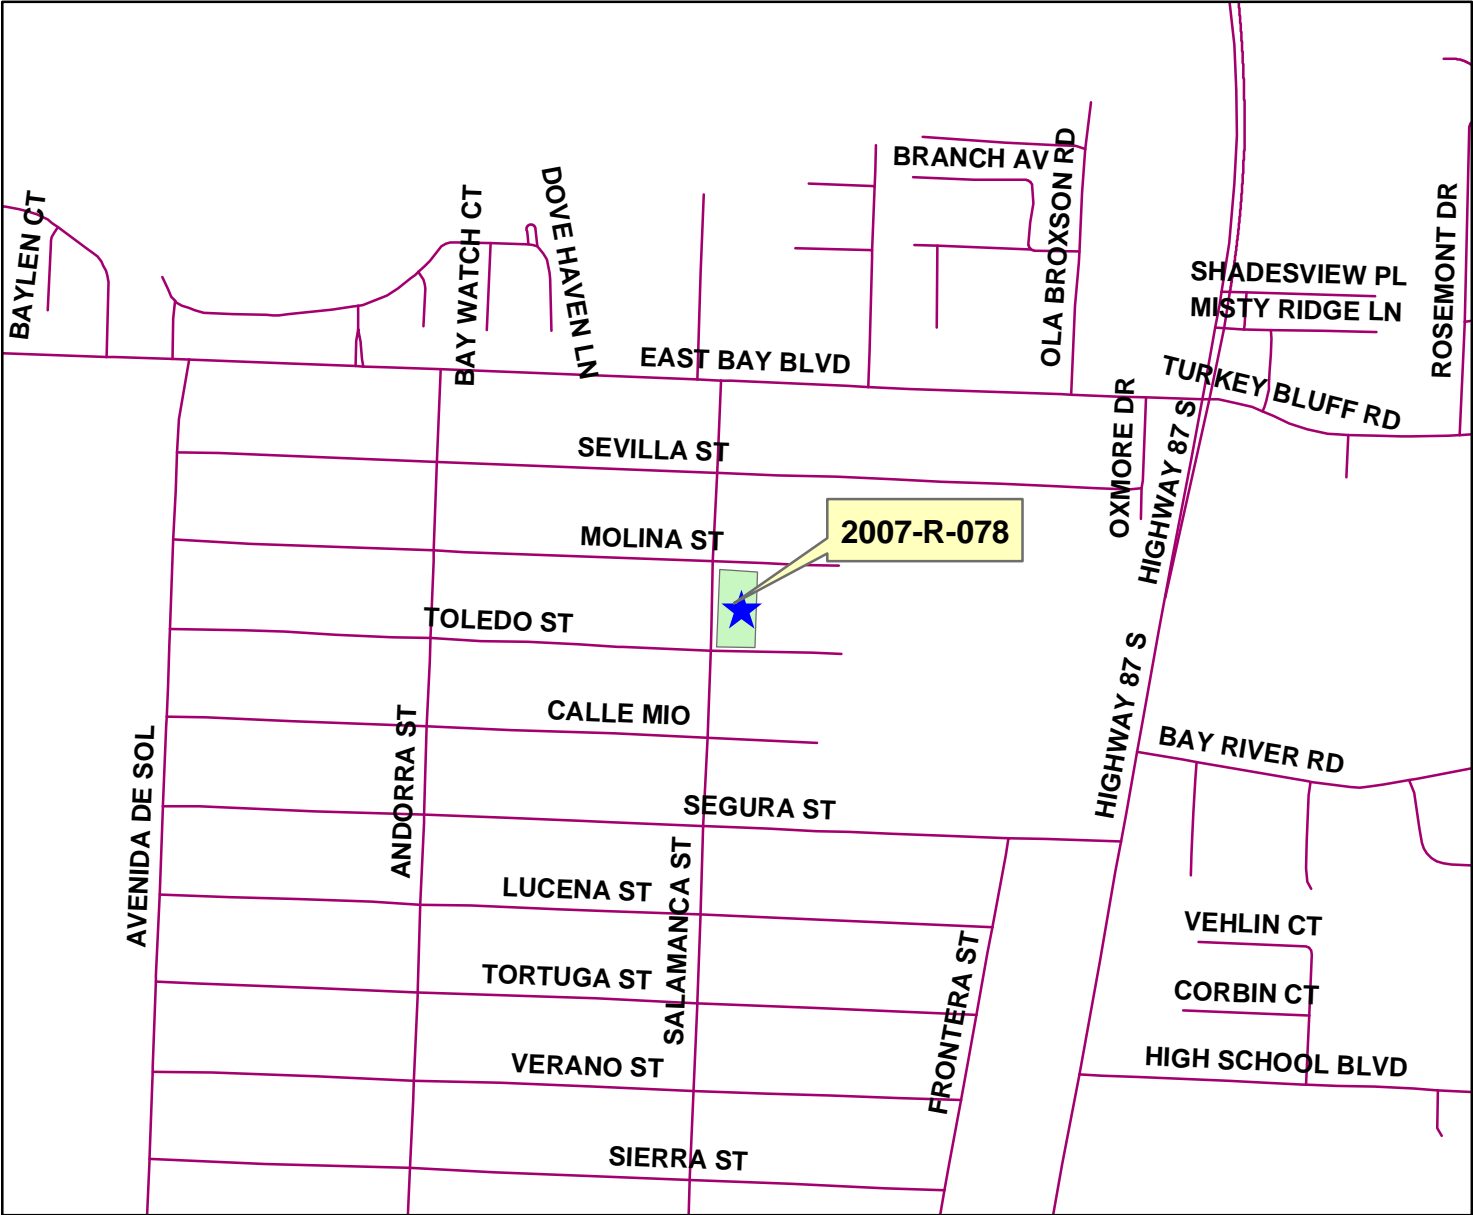 BRANCH AV
OLA BROXSON RD
DOVE HAVEN LN
BAY WATCH CT
BAYLEN CT
ROSEMONT DR
SHADESVIEW PL
MISTY RIDGE LN
EAST BAY BLVD
TURKEY BLUFF RD
OXMORE DR
HIGHWAY 87 S
SEVILLA ST
2007-R-078
MOLINA ST
TOLEDO ST
HIGHWAY 87 S
CALLE MIO
BAY RIVER RD
ANDORRA ST
AVENIDA DE SOL
SEGURA ST
SALAMANCA ST
LUCENA ST
VEHLIN CT
FRONTERA ST
TORTUGA ST
CORBIN CT
VERANO ST
HIGH SCHOOL BLVD
SIERRA ST